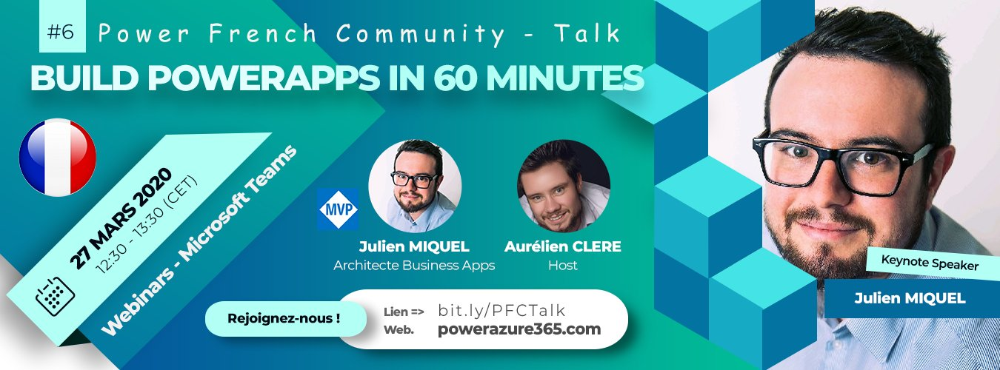 #6
Power French Community - Talk
BUILD POWERAPPS IN 60 MINUTES
27 MARS 2020
12:30 - 13:30 (CET)
Webinars - Microsoft Teams
MVP
Julien MIQUEL
Architecte Business Apps
Aurélien CLERE
Host
Rejoignez-nous !
Lien => bit.ly/PFCTalk
Web. powerazure365.com
Keynote Speaker
Julien MIQUEL